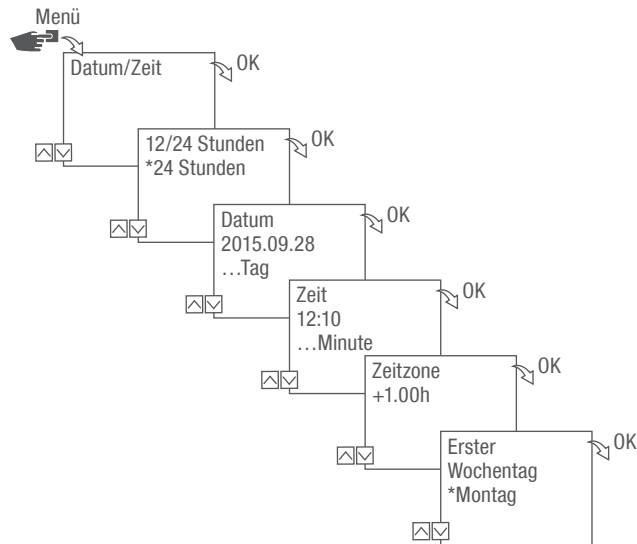 Menü
Datum/Zeit
OK
12/24 Stunden
*24 Stunden
OK
Datum
2015.09.28
…Tag
OK
Zeit
12:10
…Minute
OK
Zeitzone
+1.00h
OK
Erster
Wochentag
*Montag
OK